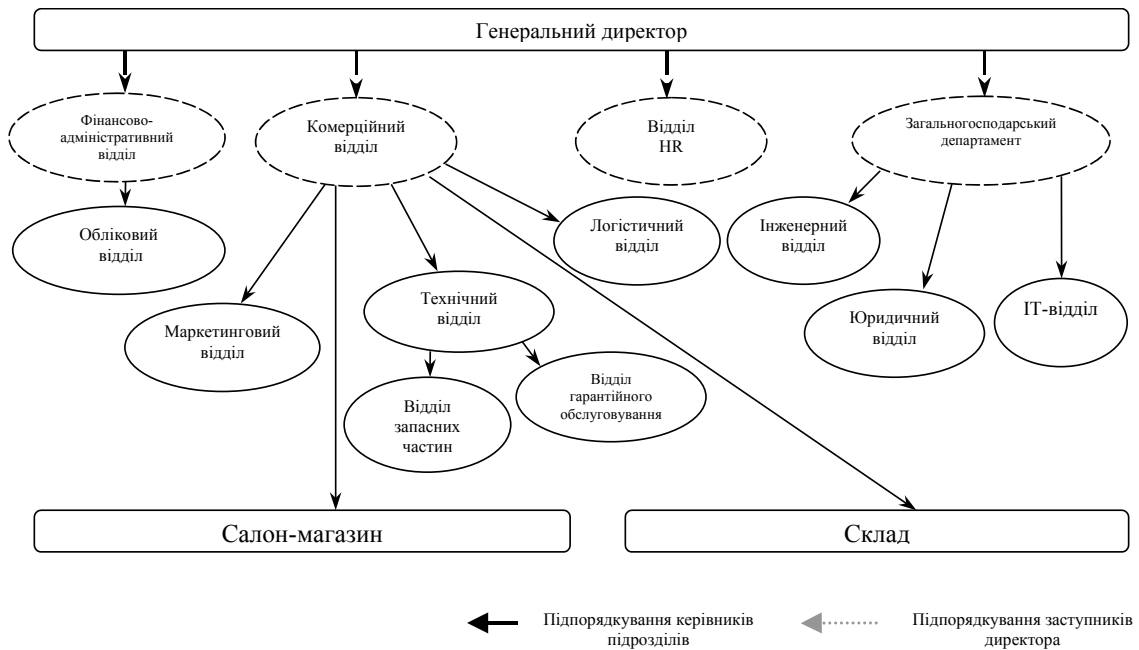 Генеральний директор
Фінансово-
адміністративний
відділ
Комерційний
відділ
Відділ
HR
Загальногосподарський
департамент
Обліковий
відділ
Логістичний
відділ
Інженерний
відділ
Маркетинговий
відділ
Технічний
відділ
Юридичний
відділ
ІТ-відділ
Відділ
запасних
частин
Відділ
гарантійного
обслуговування
Салон-магазин
Склад
Підпорядкування керівників
підрозділів
Підпорядкування заступників
директора